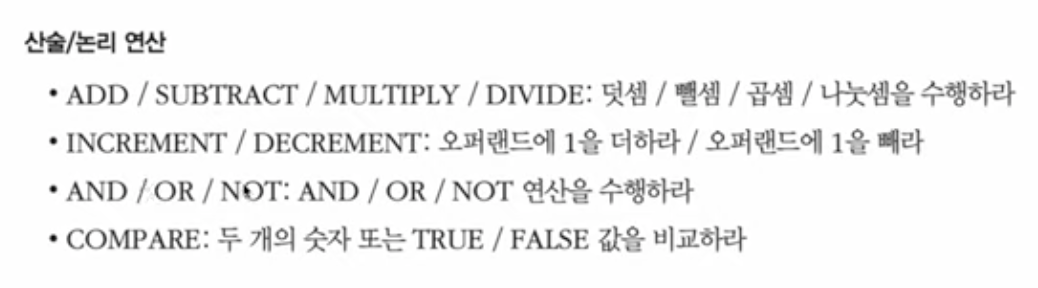 산술/논리 연산
• ADD / SUBTRACT / MULTIPLY / DIVIDE: 덧셈 / 뺄셈 / 곱셈 / 나눗셈을 수행하라
• INCREMENT / DECREMENT: 오퍼랜드에 1을 더하라 / 오퍼랜드에 1을 빼라
• AND / OR / NOT: AND / OR / NOT 연산을 수행하라
• COMPARE: 두 개의 숫자 또는 TRUE / FALSE 값을 비교하라